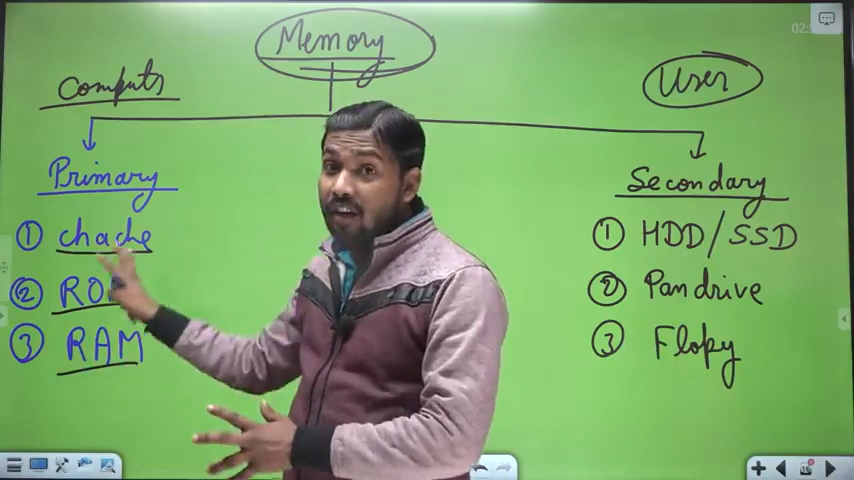 Memory
Computer
User
Primary
Secondary
① chache
② RO
③ RAM
① HDD/SSD
② Pandrive
③ Flopy